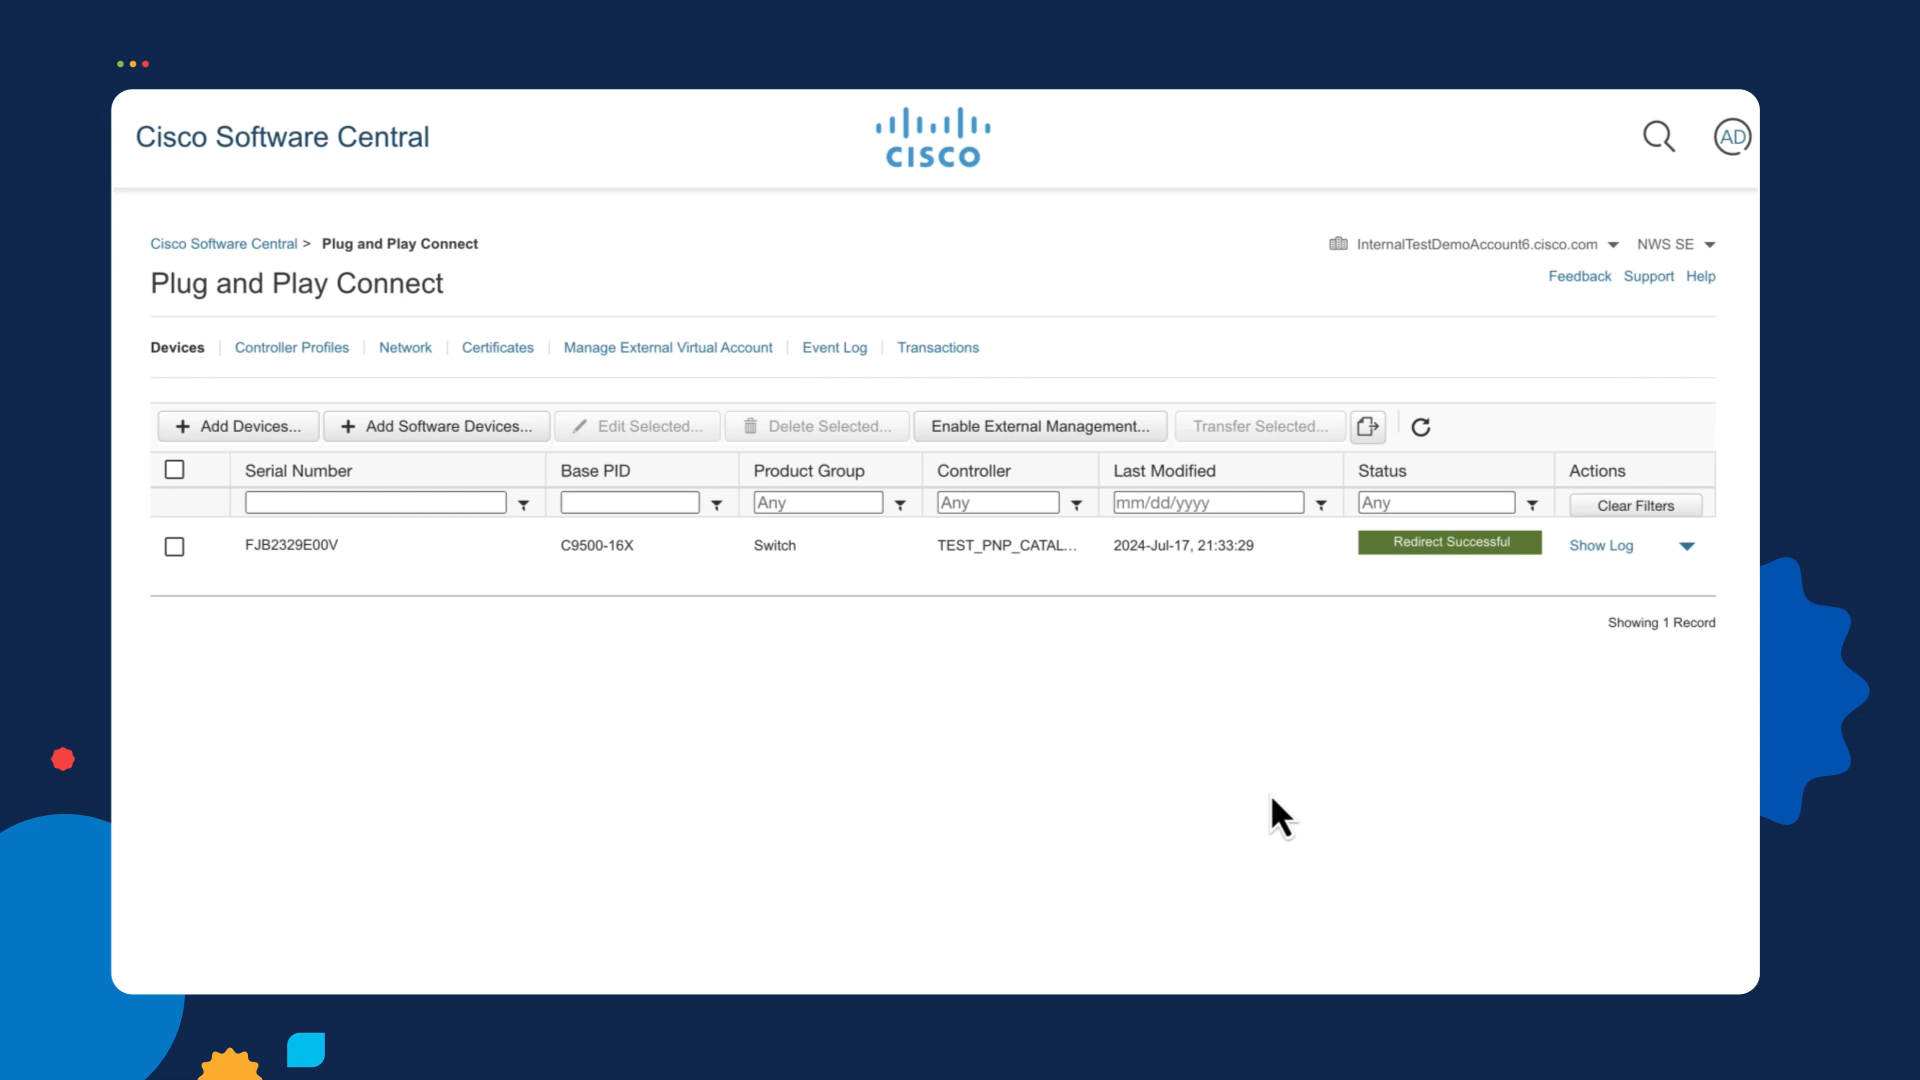 Cisco Software Central
CISCO
AD
Cisco Software Central > Plug and Play Connect
InternalTestDemoAccount6.cisco.com NWS SE
Plug and Play Connect
Feedback Support Help
Devices Controller Profiles Network Certificates Manage External Virtual Account Event Log Transactions
+ Add Devices... + Add Software Devices... Edit Selected... Delete Selected... Enable External Management... Transfer Selected...
Serial Number Base PID Product Group Controller Last Modified Status Actions
Any Any mm/dd/yyyy Any Clear Filters
FJB2329E00V C9500-16X Switch TEST_PNP_CATAL... 2024-Jul-17, 21:33:29 Redirect Successful Show Log
Showing 1 Record